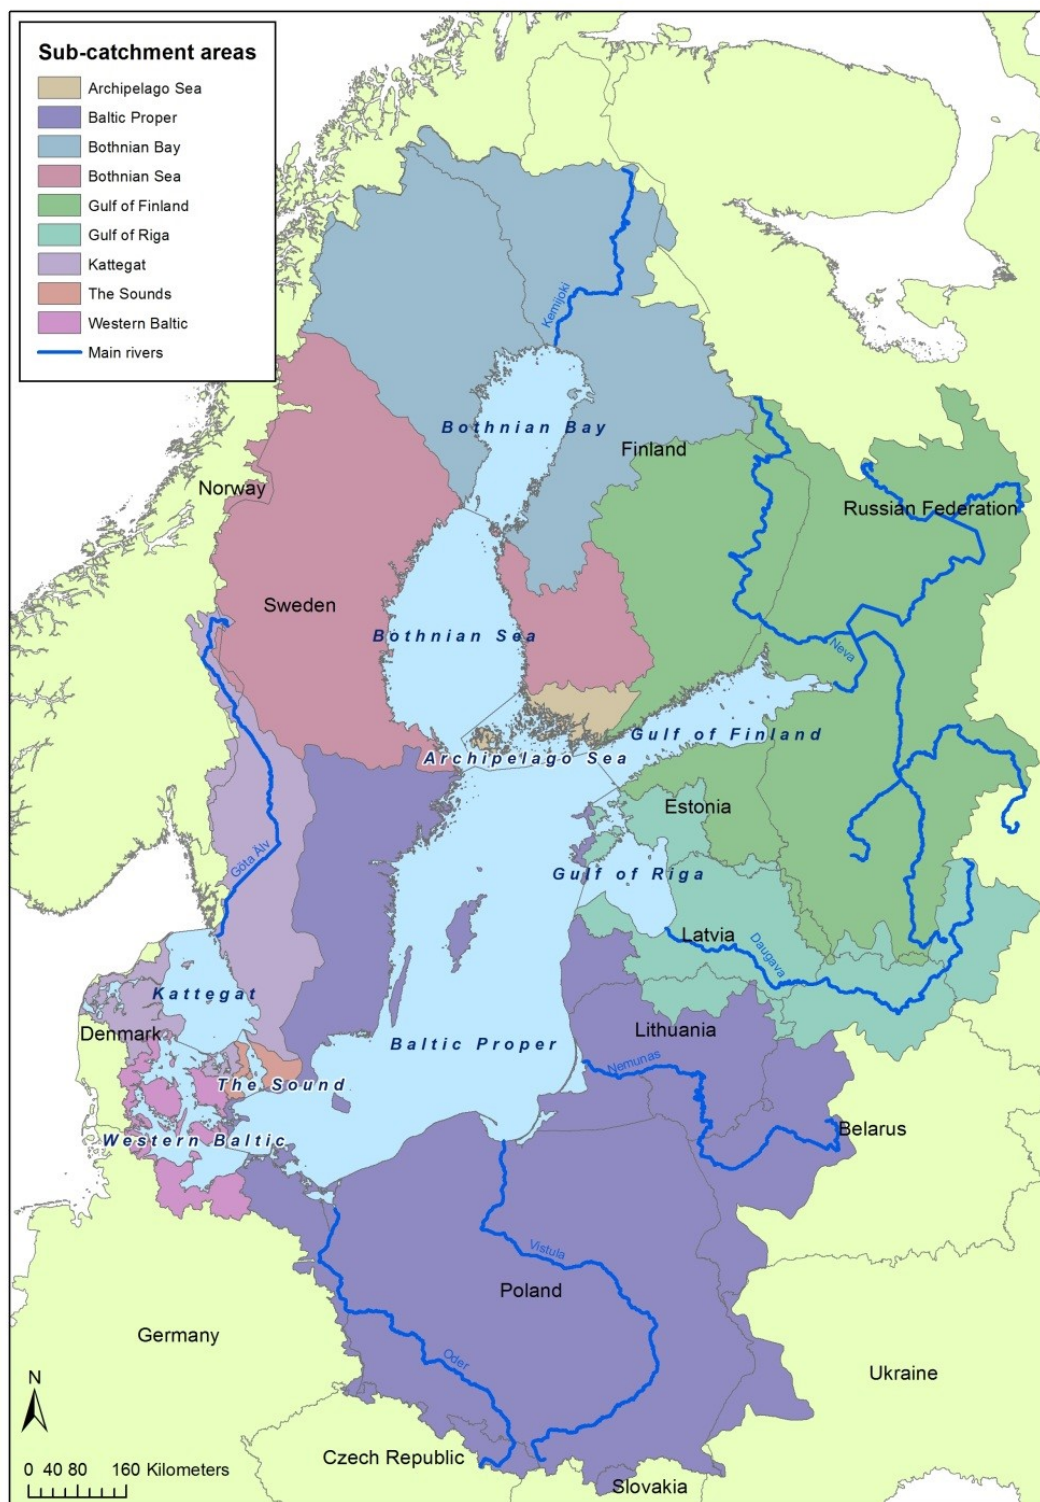 Sub-catchment areas
Archipelago Sea
Baltic Proper
Bothnian Bay
Bothnian Sea
Gulf of Finland
Gulf of Riga
Kattegat
The Sounds
Western Baltic
Main rivers
Kemijoki
Bothnian Bay
Finland
Norway
Russian Federation
Sweden
Bothnian Sea
Neva
Gulf of Finland
Archipelago Sea
Estonia
Göta Älv
Gulf of Riga
Latvia
Daugava
Kattegat
Denmark
Lithuania
Baltic Proper
Nemunas
The Sound
Belarus
Western Baltic
Vistula
Poland
Germany
Oder
Ukraine
N
Czech Republic
0 40 80 160 Kilometers
Slovakia